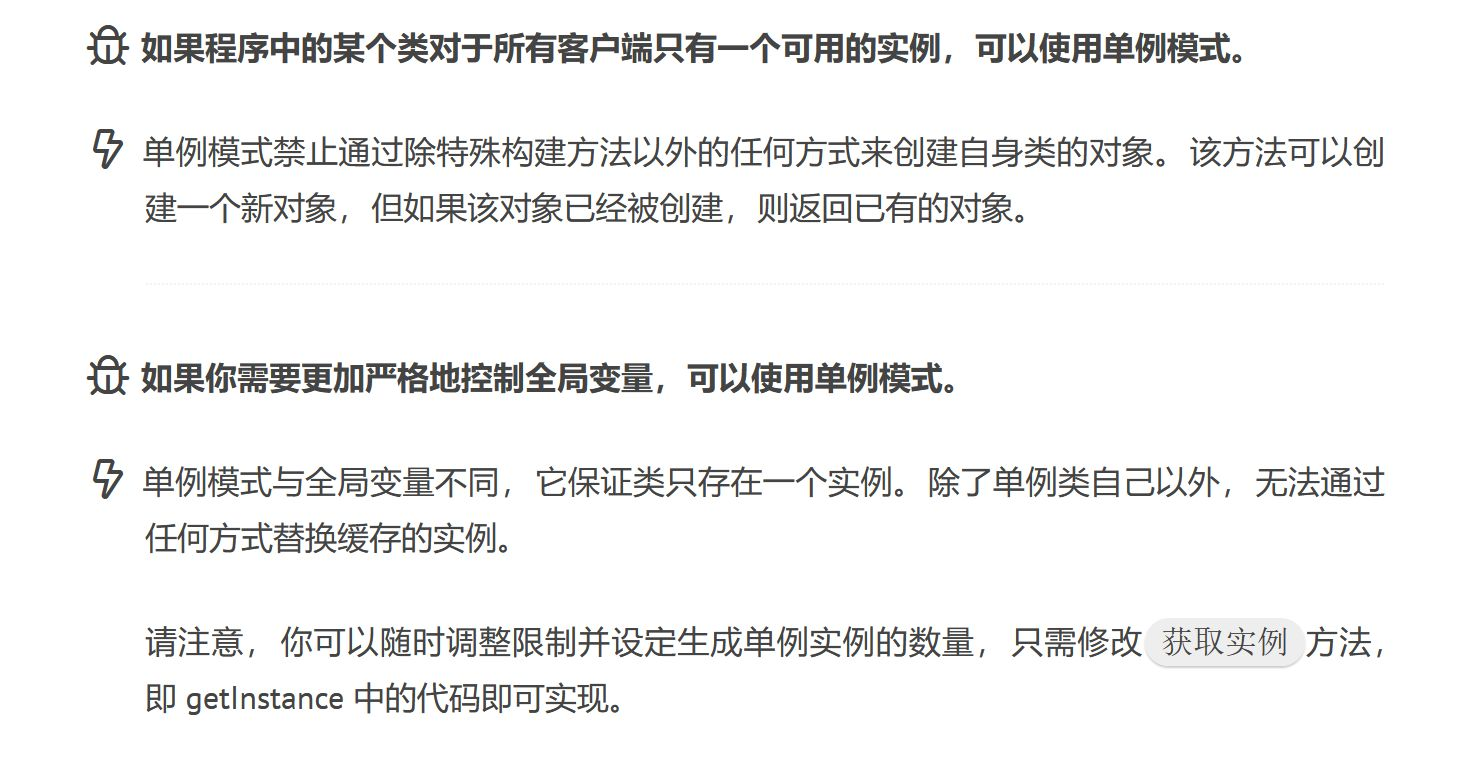 如果程序中的某个类对于所有客户端只有一个可用的实例，可以使用单例模式。
单例模式禁止通过除特殊构建方法以外的任何方式来创建自身类的对象。该方法可以创
建一个新对象，但如果该对象已经被创建，则返回已有的对象。
如果你需要更加严格地控制全局变量，可以使用单例模式。
单例模式与全局变量不同，它保证类只存在一个实例。除了单例类自己以外，无法通过
任何方式替换缓存的实例。
请注意，你可以随时调整限制并设定生成单例实例的数量，只需修改 获取实例 方法，
即 getInstance 中的代码即可实现。